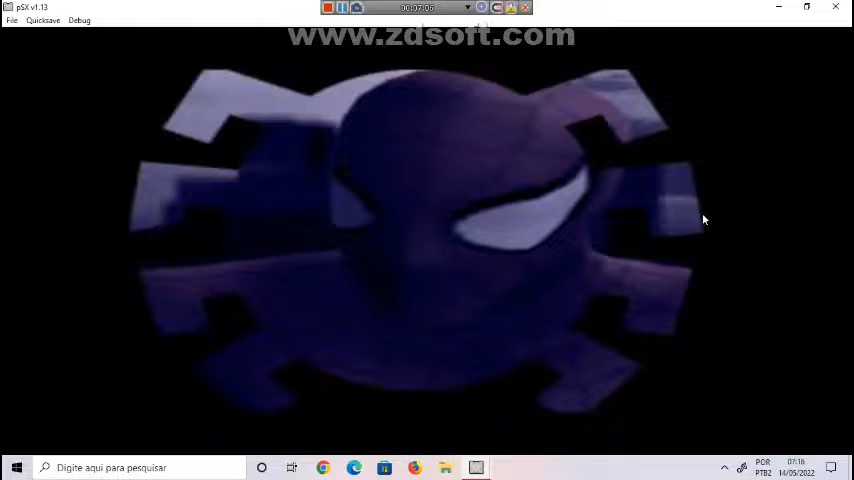 pSX v1.13
00:07:06
File Quicksave Debug
www.zdsoft.com
Digite aqui para pesquisar
POR
PTB2
07:16
14/05/2022